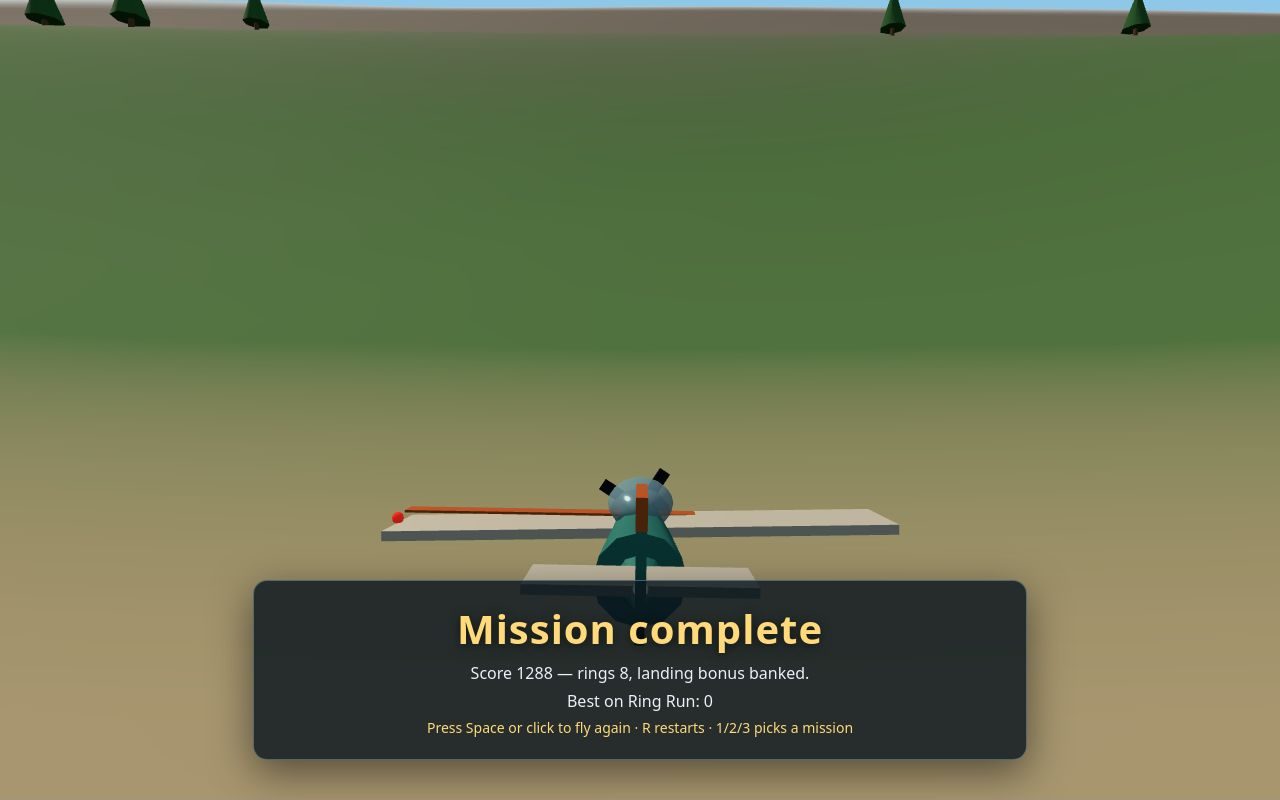 Mission complete
Score 1288 — rings 8, landing bonus banked.
Best on Ring Run: 0
Press Space or click to fly again · R restarts · 1/2/3 picks a mission